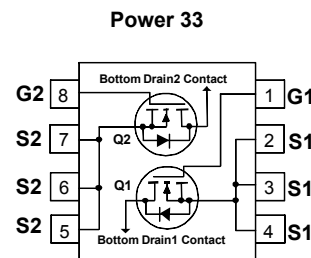 Power 33
Bottom Drain2 Contact
G2 8 1 G1
S2 7 Q2 2 S1
S2 6 Q1 3 S1
S2 5 4 S1
Bottom Drain1 Contact